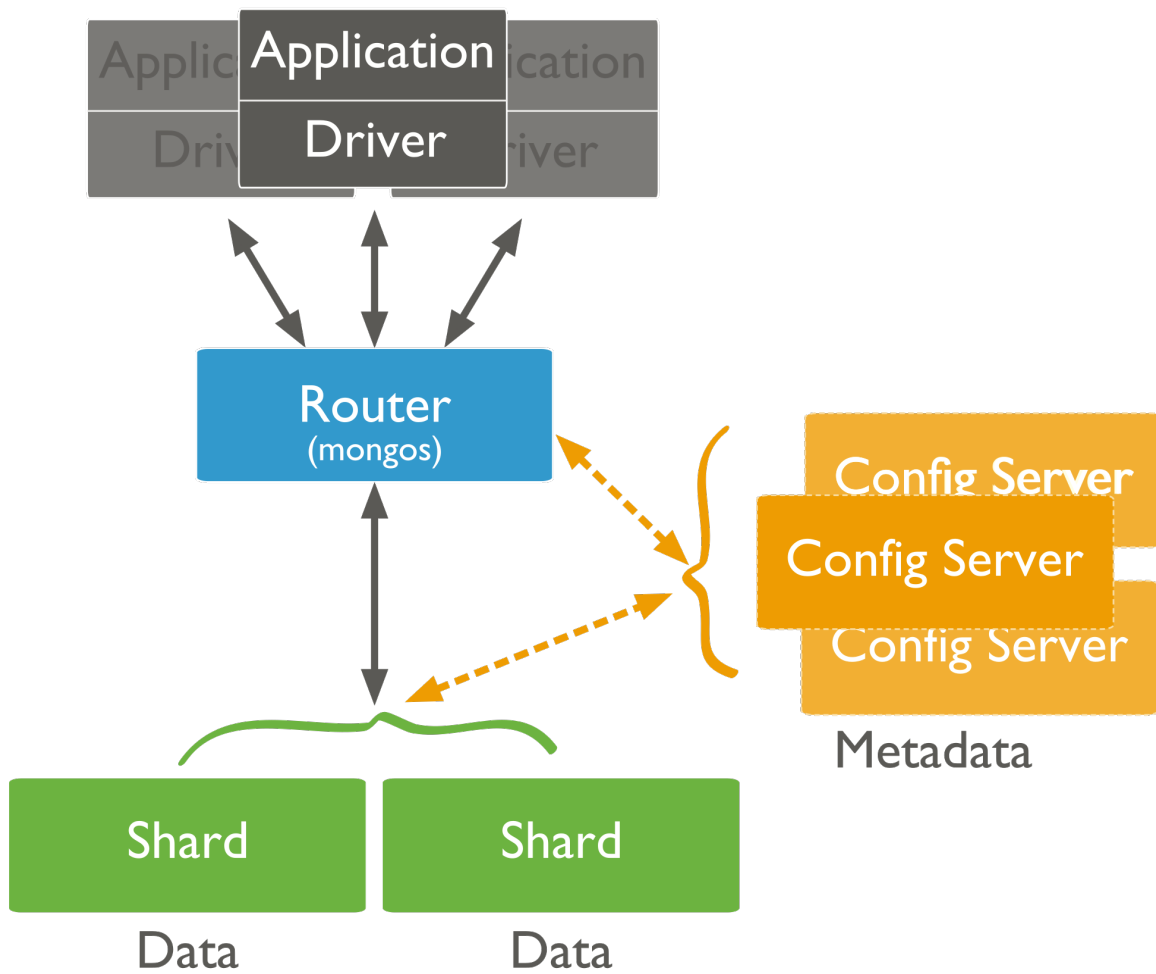 Application
Driver
Router
(mongos)
Config Server
Config Server
Config Server
Metadata
Shard
Shard
Data
Data